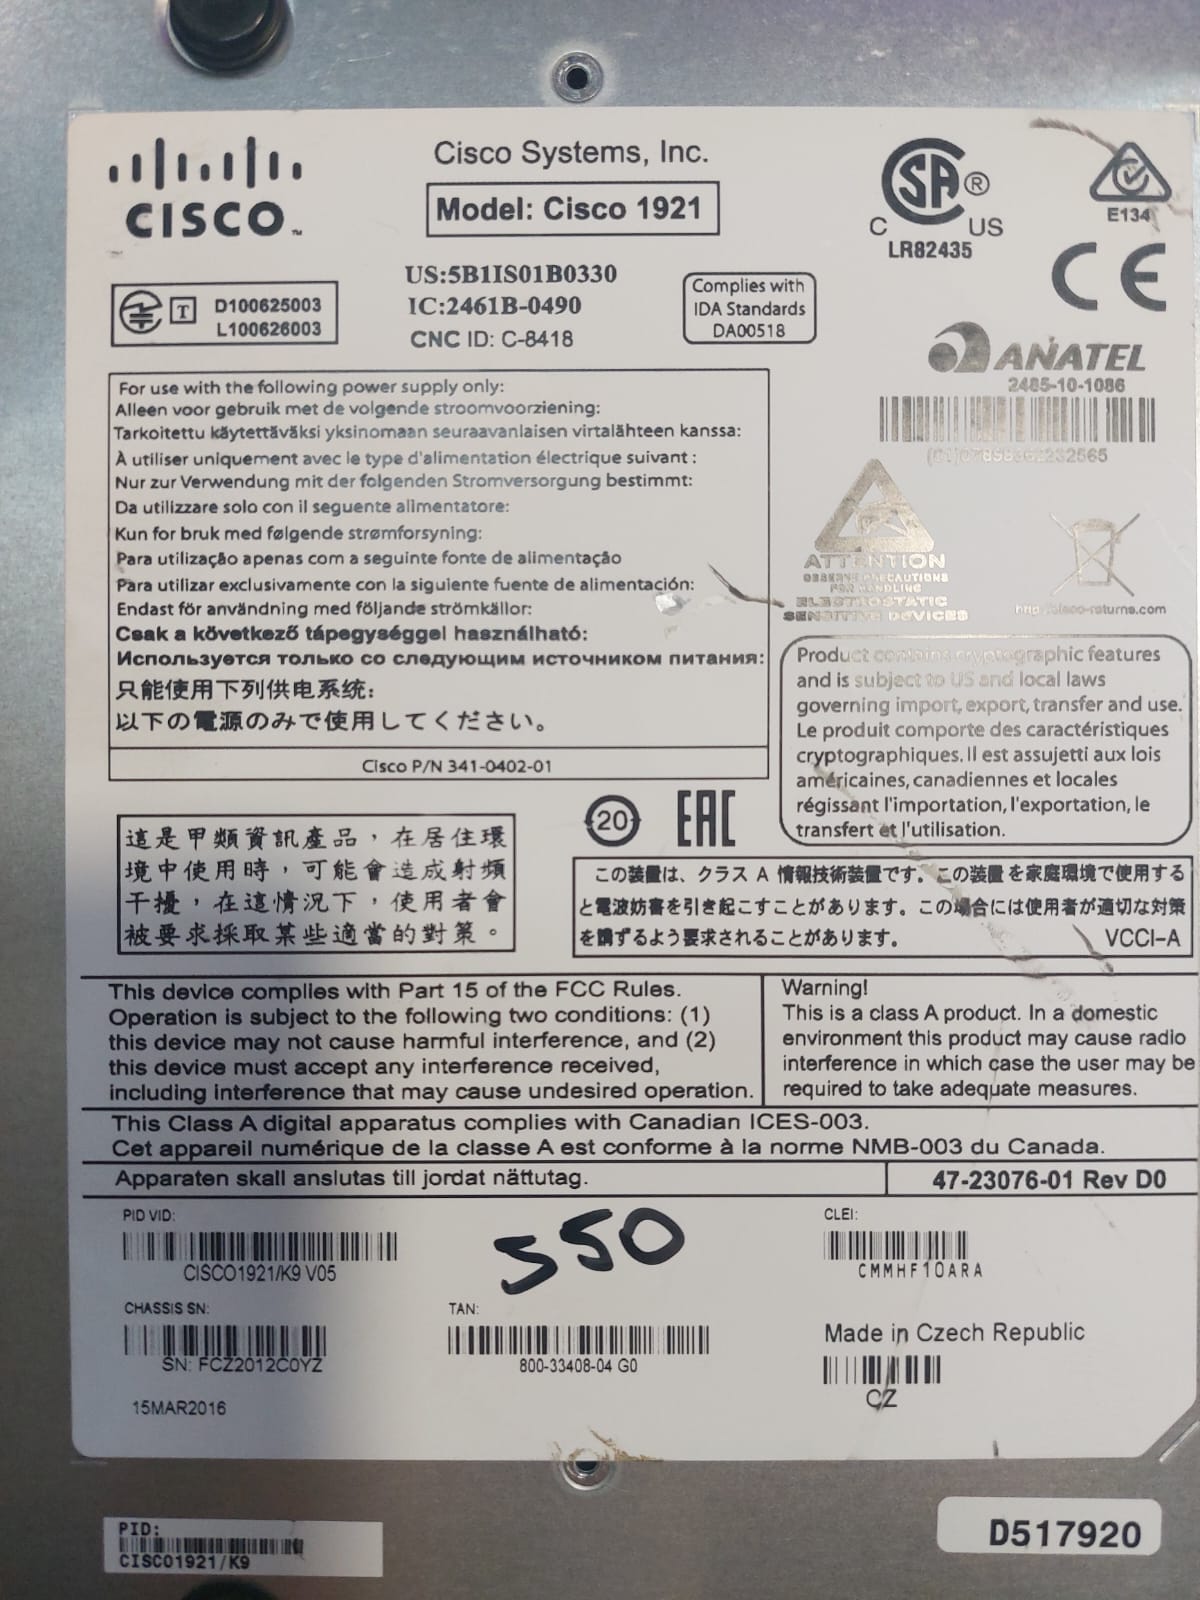 CISCO
Cisco Systems, Inc.
Model: Cisco 1921
US:5B1IS01B0330
IC:2461B-0490
CNC ID: C-8418
T
D100625003
L100626003
Complies with
IDA Standards
DA00518
SA ®
C US
LR82435
E134
CE
ANATEL
2485-10-1086
For use with the following power supply only:
Alleen voor gebruik met de volgende stroomvoorziening:
Tarkoitettu käytettäväksi yksinomaan seuraavanlaisen virtalähteen kanssa:
À utiliser uniquement avec le type d'alimentation électrique suivant :
Nur zur Verwendung mit der folgenden Stromversorgung bestimmt:
Da utilizzare solo con il seguente alimentatore:
Kun for bruk med følgende strømforsyning:
Para utilização apenas com a seguinte fonte de alimentação
Para utilizar exclusivamente con la siguiente fuente de alimentación:
Endast för användning med följande strömkällor:
Csak a következő tápegységgel használható:
Используется только со следующим источником питания:
只能使用下列供电系统:
以下の電源のみで使用してください。
Cisco P/N 341-0402-01
ATTENTION
OBSERVE PRECAUTIONS
FOR HANDLING
ELECTROSTATIC
SENSITIVE DEVICES
http://cisco-returns.com
Product contains cryptographic features
and is subject to US and local laws
governing import, export, transfer and use.
Le produit comporte des caractéristiques
cryptographiques. Il est assujetti aux lois
américaines, canadiennes et locales
régissant l'importation, l'exportation, le
transfert et l'utilisation.
這是甲類資訊產品，在居住環
境中使用時，可能會造成射頻
干擾，在這情況下，使用者會
被要求採取某些適當的對策。
20
EAC
この装置は、クラス A 情報技術装置です。この装置を家庭環境で使用する
と電波妨害を引き起こすことがあります。この場合には使用者が適切な対策
を講ずるよう要求されることがあります。 VCCI-A
This device complies with Part 15 of the FCC Rules.
Operation is subject to the following two conditions: (1)
this device may not cause harmful interference, and (2)
this device must accept any interference received,
including interference that may cause undesired operation.
Warning!
This is a class A product. In a domestic
environment this product may cause radio
interference in which case the user may be
required to take adequate measures.
This Class A digital apparatus complies with Canadian ICES-003.
Cet appareil numérique de la classe A est conforme à la norme NMB-003 du Canada.
Apparaten skall anslutas till jordat nättutag.
47-23076-01 Rev D0
PID VID:
CISCO1921/K9 V05
550
CLEI:
CMMHF10ARA
CHASSIS SN:
SN: FCZ2012C0YZ
TAN:
800-33408-04 G0
Made in Czech Republic
CZ
15MAR2016
PID:
CISCO1921/K9
D517920